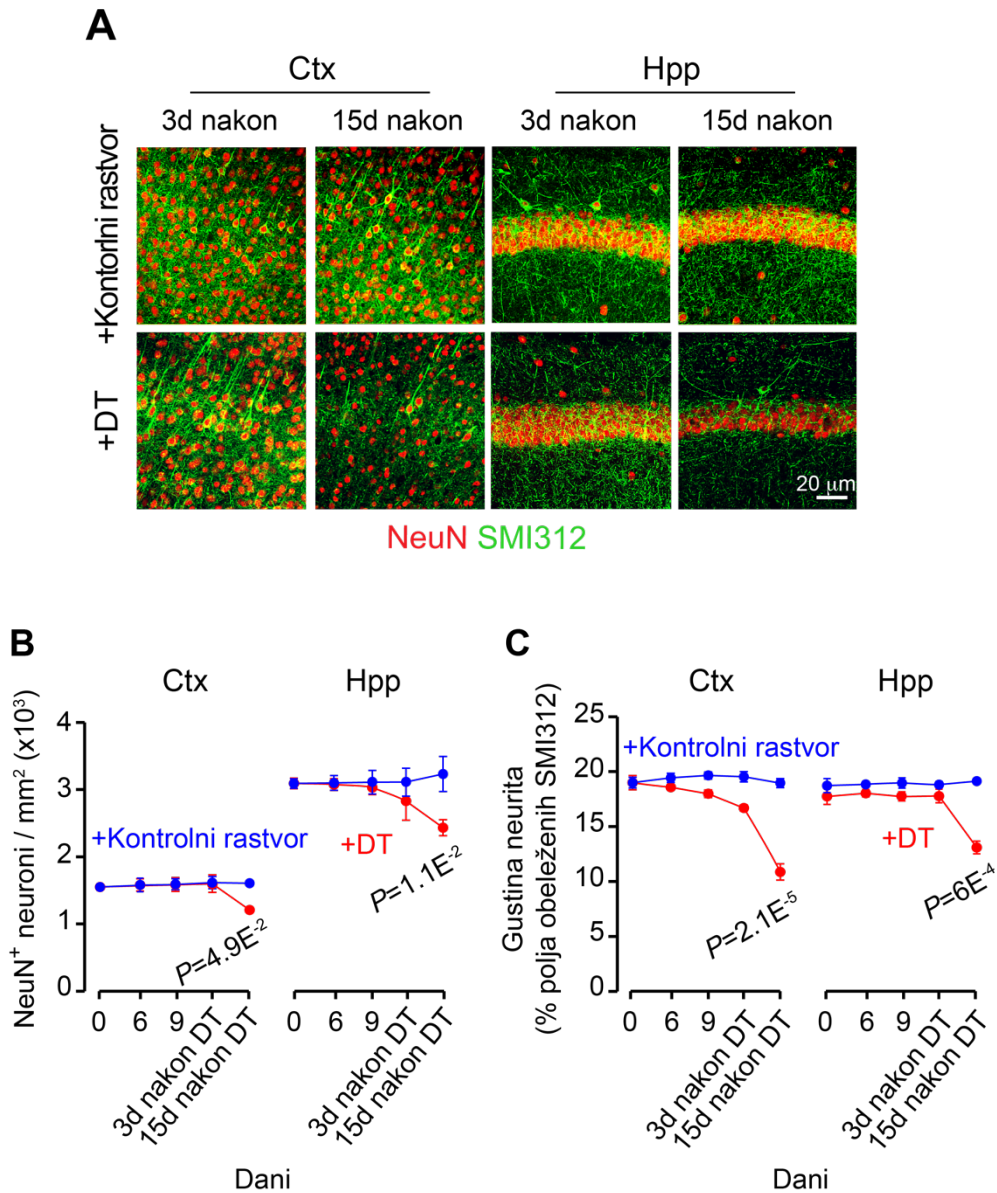 A
Ctx
Hpp
3d nakon
15d nakon
3d nakon
15d nakon
+Kontorlni rastvor
+DT
20 μm
NeuN SMI312
B
Ctx
Hpp
NeuN⁺ neuroni / mm² (x10³)
4
3
2
1
0
+Kontrolni rastvor
+DT
P=4.9E⁻²
P=1.1E⁻²
0
6
9
3d nakon DT
15d nakon DT
0
6
9
3d nakon DT
15d nakon DT
Dani
C
Ctx
Hpp
Gustina neurita
(% polja obeleženih SMI312)
25
20
15
10
5
0
+Kontrolni rastvor
+DT
P=2.1E⁻⁵
P=6E⁻⁴
0
6
9
3d nakon DT
15d nakon DT
0
6
9
3d nakon DT
15d nakon DT
Dani